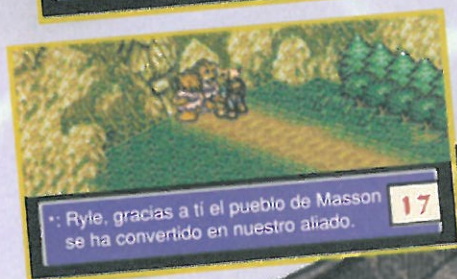 *: Ryle, gracias a tí el pueblo de Masson
se ha convertido en nuestro aliado.
17